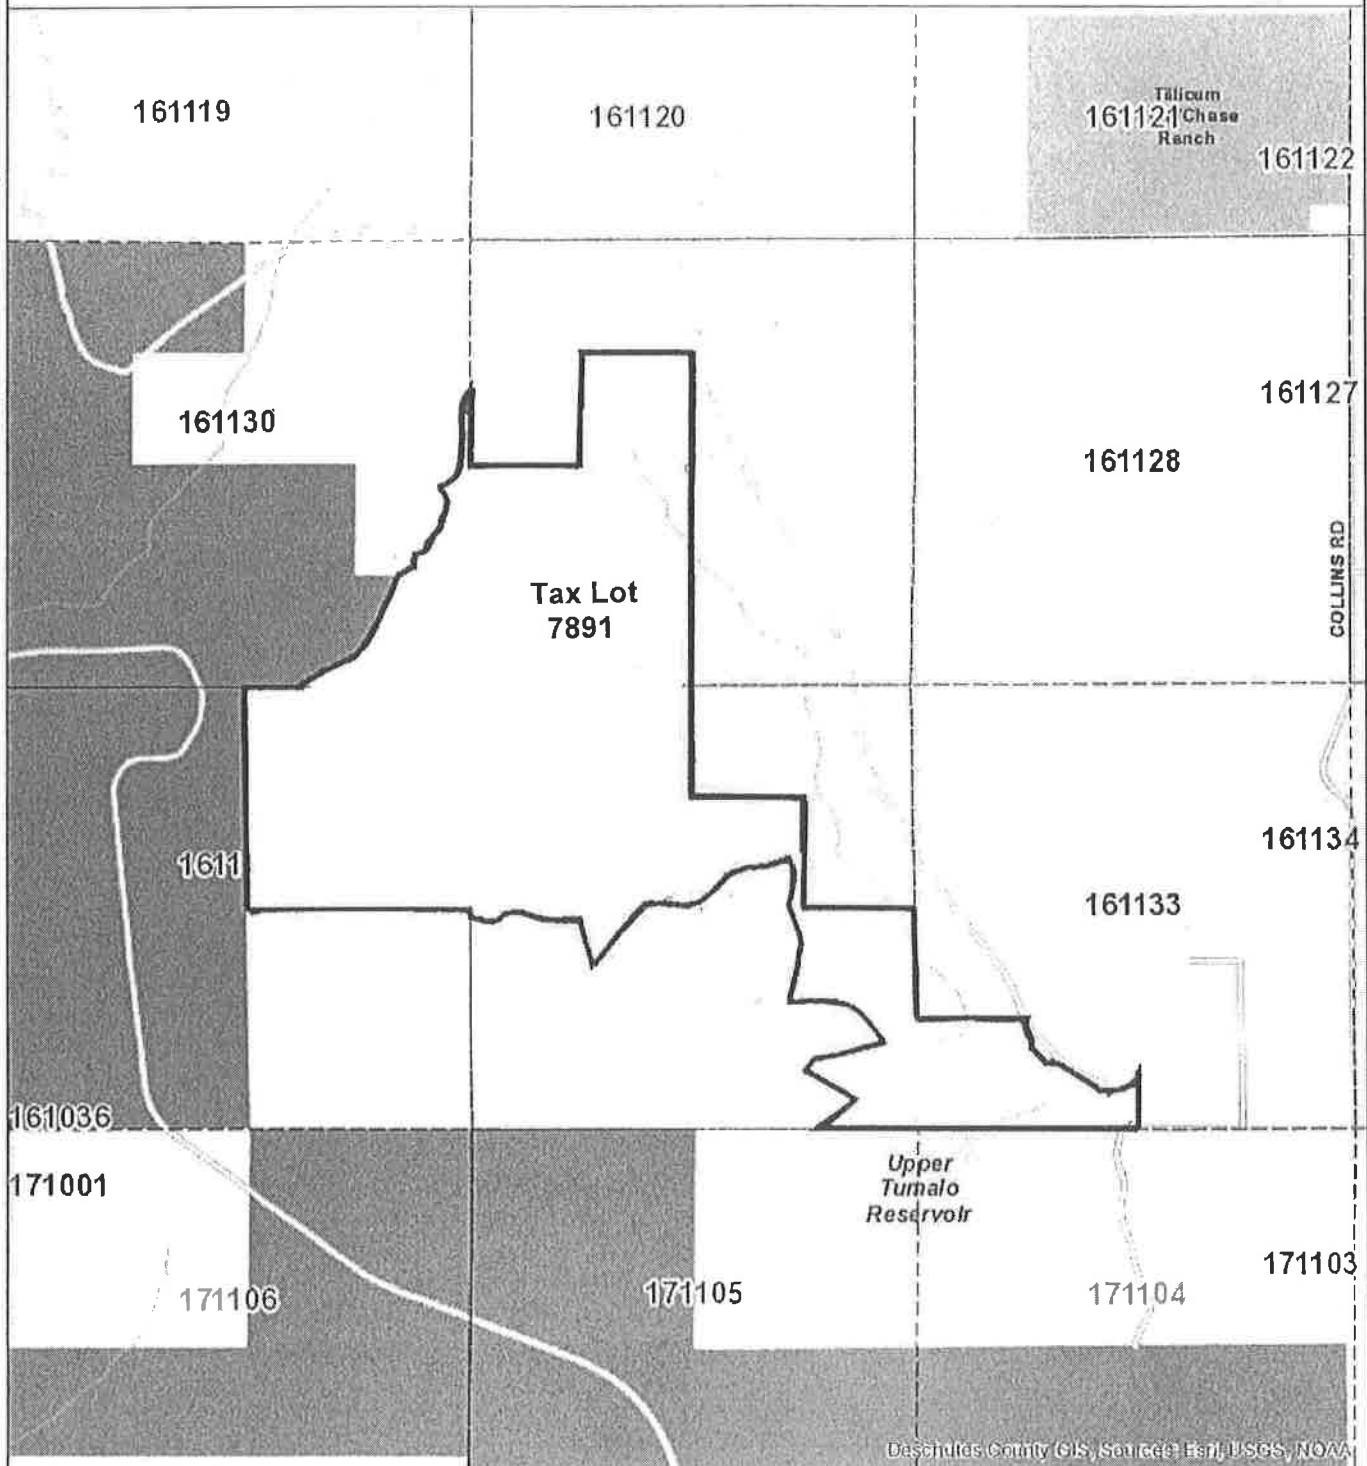 161119
161120
Tillicum
161121 Chase
Ranch
161122
161127
161130
161128
COLLINS RD
Tax Lot
7891
161134
1611
161133
161036
Upper
Tumalo
Reservoir
171001
171103
171106
171105
171104
Deschutes County GIS, Sources: Esri, USGS, NOAA